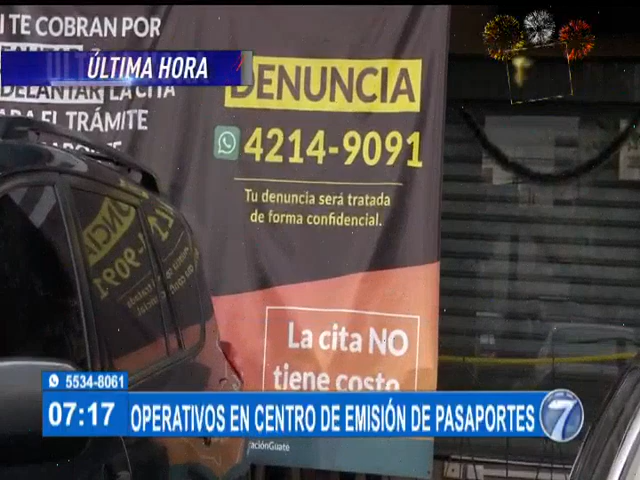 I TE COBRAN POR
ADELANTAR LA CITA
EL TRÁMITE
ÚLTIMA HORA
DENUNCIA
4214-9091
Tu denuncia será tratada
de forma confidencial.
La cita NO
tiene costo
5534-8061
07:17
OPERATIVOS EN CENTRO DE EMISIÓN DE PASAPORTES
7